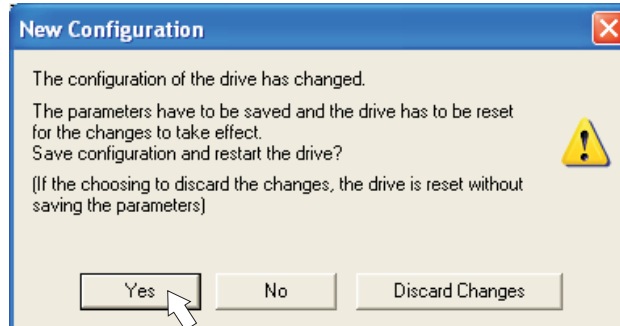 New Configuration
The configuration of the drive has changed.
The parameters have to be saved and the drive has to be reset
for the changes to take effect.
Save configuration and restart the drive?
(If the choosing to discard the changes, the drive is reset without
saving the parameters)
Yes
No
Discard Changes